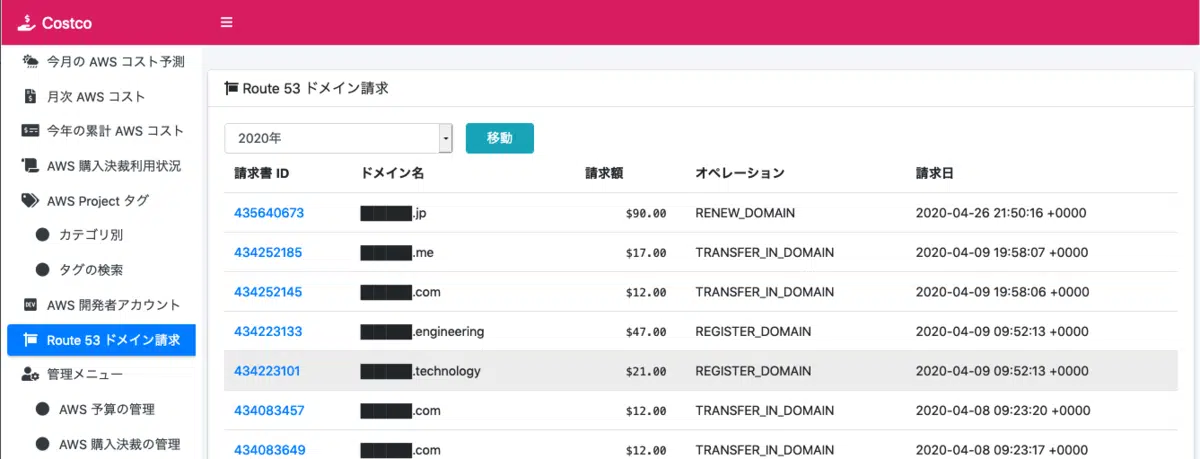 Costco
今月の AWS コスト予測
月次 AWS コスト
今年の累計 AWS コスト
AWS 購入決裁利用状況
AWS Project タグ
カテゴリ別
タグの検索
AWS 開発者アカウント
Route 53 ドメイン請求
管理メニュー
AWS 予算の管理
AWS 購入決裁の管理
Route 53 ドメイン請求
2020年 移動
請求書 ID ドメイン名 請求額 オペレーション 請求日
435640673 .jp $90.00 RENEW_DOMAIN 2020-04-26 21:50:16 +0000
434252185 .me $17.00 TRANSFER_IN_DOMAIN 2020-04-09 19:58:07 +0000
434252145 .com $12.00 TRANSFER_IN_DOMAIN 2020-04-09 19:58:06 +0000
434223133 .engineering $47.00 REGISTER_DOMAIN 2020-04-09 09:52:13 +0000
434223101 .technology $21.00 REGISTER_DOMAIN 2020-04-09 09:52:13 +0000
434083457 .com $12.00 TRANSFER_IN_DOMAIN 2020-04-08 09:23:20 +0000
434083649 .com $12.00 TRANSFER_IN_DOMAIN 2020-04-08 09:23:17 +0000